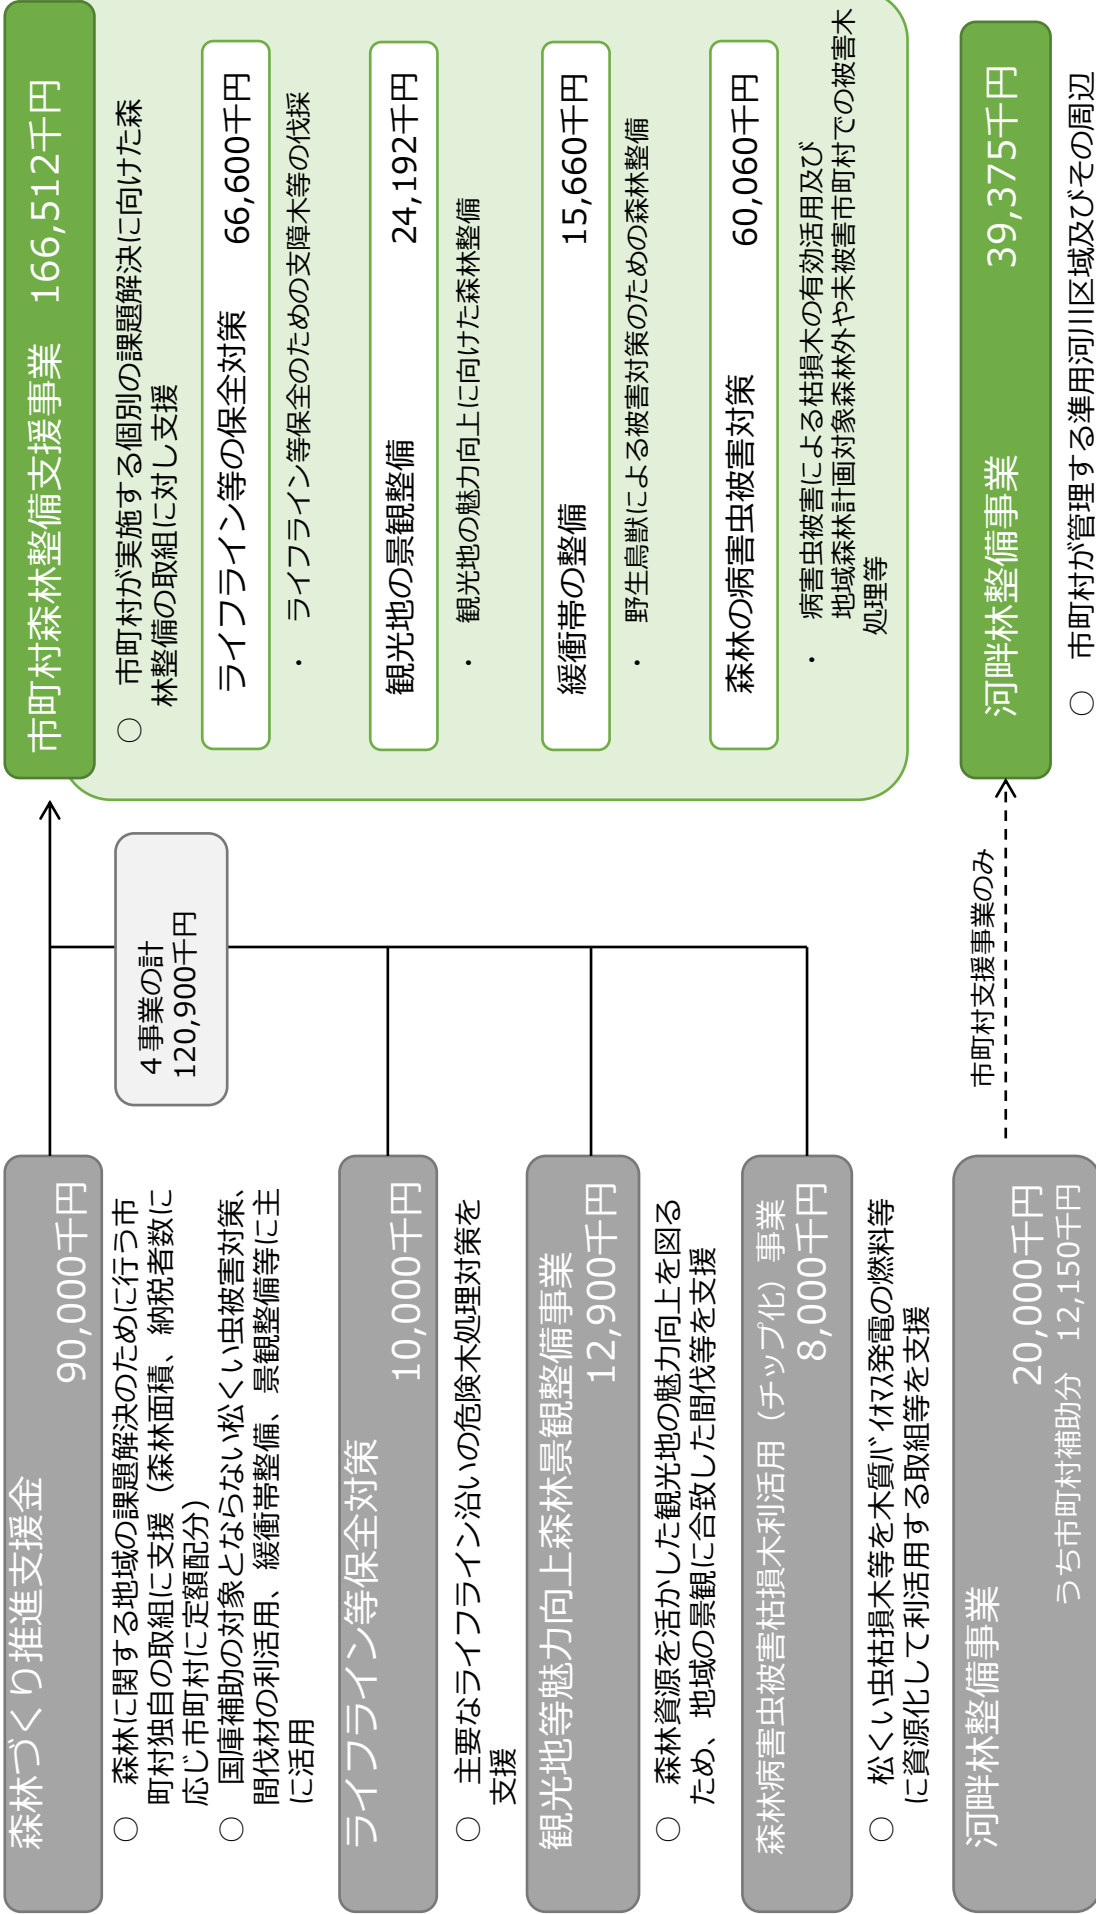 森林づくり推進支援金
90,000千円
○ 森林に関する地域の課題解決のために行う市
町村独自の取組に支援（森林面積、納税者数に
応じ市町村に定額配分）
○ 国庫補助の対象とならない松くい虫被害対策、
間伐材の利活用、緩衝帯整備、景観整備等に主
に活用
ライフライン等保全対策
10,000千円
○ 主要なライフライン沿いの危険木処理対策を
支援
観光地等魅力向上森林景観整備事業
12,900千円
○ 森林資源を活かした観光地の魅力向上を図る
ため、地域の景観に合致した間伐等を支援
森林病害虫被害枯損木利活用（チップ化）事業
8,000千円
○ 松くい虫枯損木等を木質ﾊﾞｲｵﾏｽ発電の燃料等
に資源化して利活用する取組等を支援
河畔林整備事業
20,000千円
うち市町村補助分 12,150千円
４事業の計
120,900千円
市町村支援事業のみ
市町村森林整備支援事業 166,512千円
○ 市町村が実施する個別の課題解決に向けた森
林整備の取組に対し支援
ライフライン等の保全対策 66,600千円
・ ライフライン等保全のための支障木等の伐採
観光地の景観整備 24,192千円
・ 観光地の魅力向上に向けた森林整備
緩衝帯の整備 15,660千円
・ 野生鳥獣による被害対策のための森林整備
森林の病害虫被害対策 60,060千円
・ 病害虫被害による枯損木の有効活用及び
地域森林計画対象森林外や未被害市町村での被害木
処理等
河畔林整備事業 39,375千円
○ 市町村が管理する準用河川区域及びその周辺